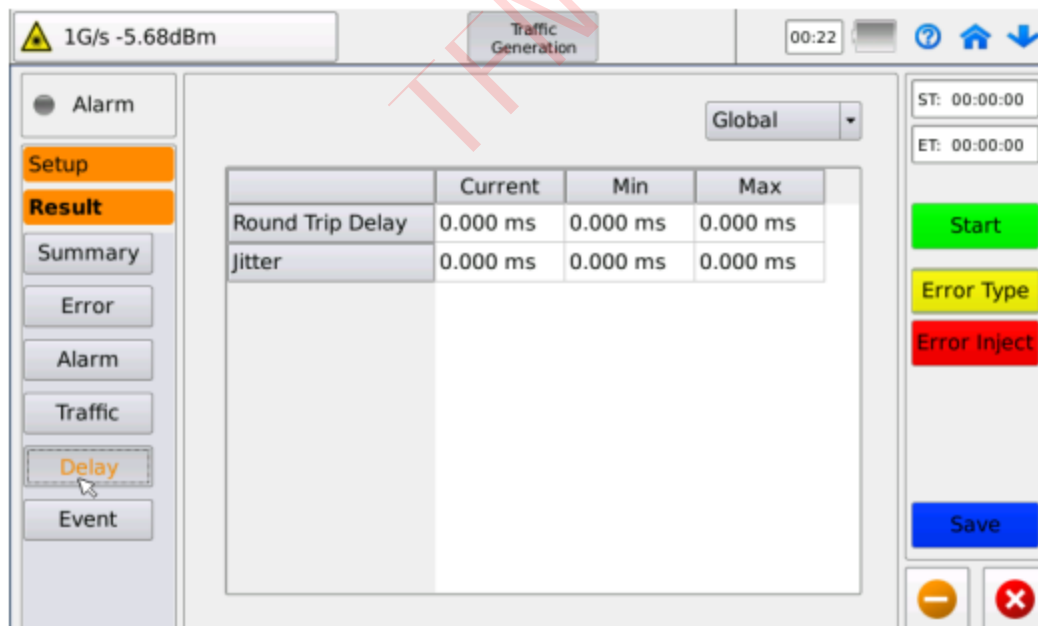 1G/s -5.68dBm
Traffic
Generation
00:22
Alarm
Global
ST: 00:00:00
ET: 00:00:00
Setup
Result
Summary
Error
Alarm
Traffic
Delay
Event
Current Min Max
Round Trip Delay 0.000 ms 0.000 ms 0.000 ms
Jitter 0.000 ms 0.000 ms 0.000 ms
Start
Error Type
Error Inject
Save